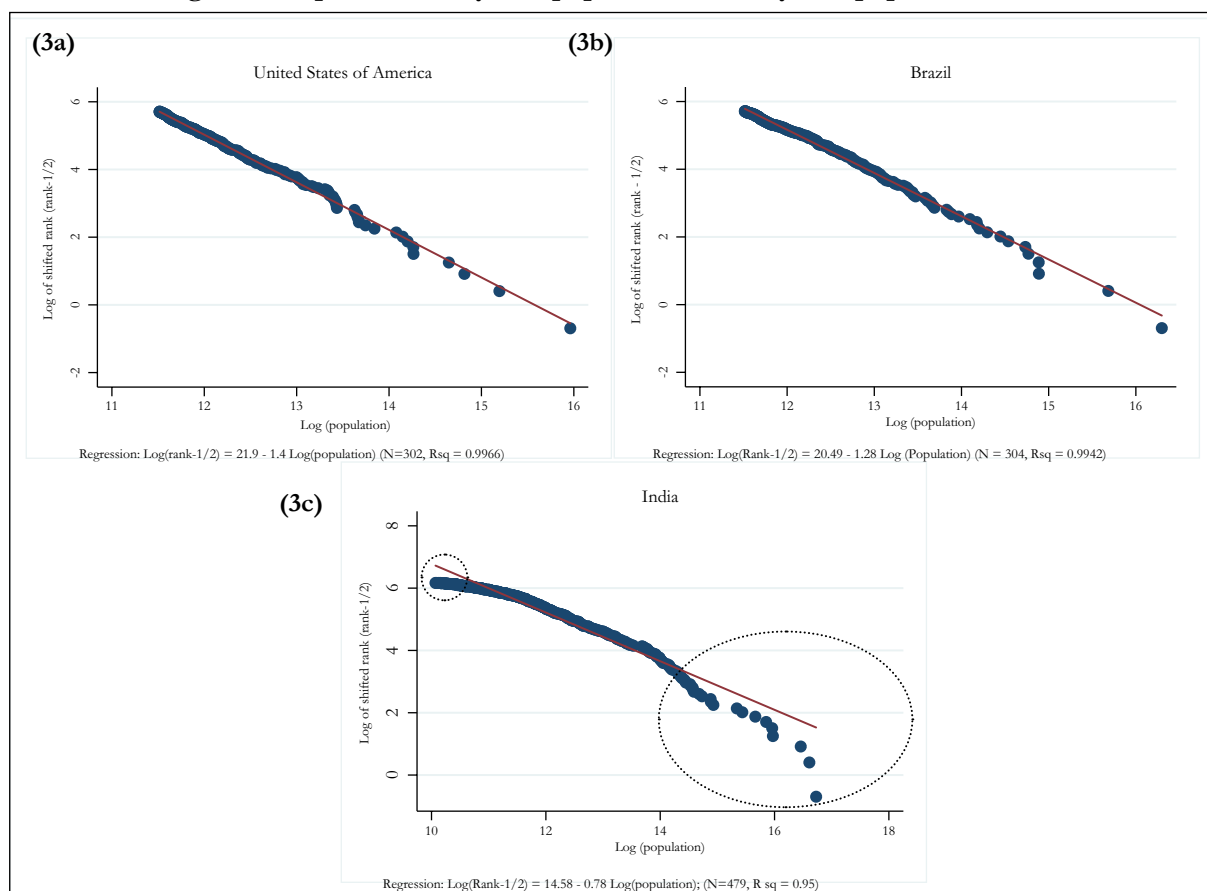 (3a)
United States of America
Log of shifted rank (rank-1/2)
6
4
2
0
-2
11 12 13 14 15 16
Log (population)
Regression: Log(rank-1/2) = 21.9 - 1.4 Log(population) (N=302, Rsq = 0.9966)
(3b)
Brazil
Log of shifted rank (rank - 1/2)
6
4
2
0
-2
11 12 13 14 15 16
Log (population)
Regression: Log(Rank-1/2) = 20.49 - 1.28 Log (Population) (N = 304, Rsq = 0.9942)
(3c)
India
Log of shifted rank (rank-1/2)
8
6
4
2
0
10 12 14 16 18
Log (population)
Regression: Log(Rank-1/2) = 14.58 - 0.78 Log(population); (N=479, R sq = 0.95)